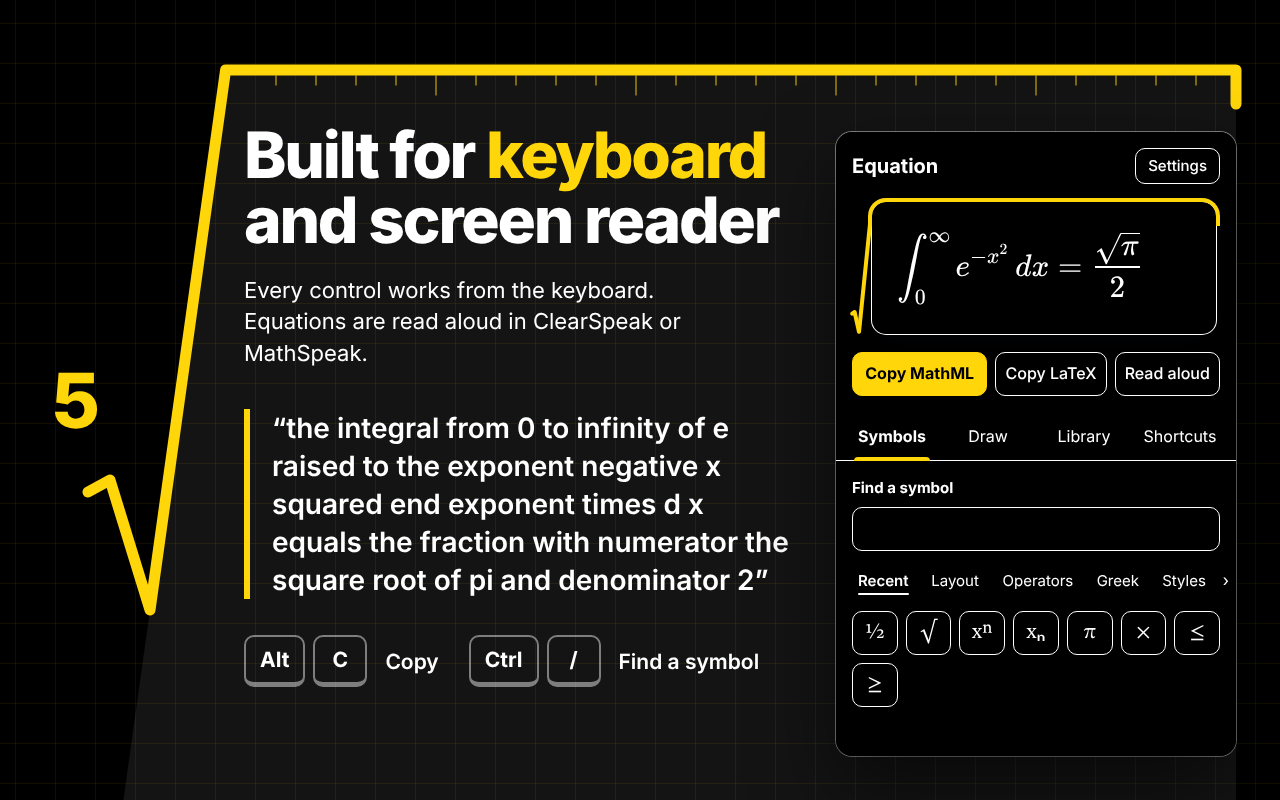 Built for keyboard
and screen reader
Every control works from the keyboard.
Equations are read aloud in ClearSpeak or
MathSpeak.
5
“the integral from 0 to infinity of e
raised to the exponent negative x
squared end exponent times d x
equals the fraction with numerator the
square root of pi and denominator 2”
Alt C Copy Ctrl / Find a symbol
Equation Settings
∫₀^∞ e^{−x²} dx = √π / 2
Copy MathML Copy LaTeX Read aloud
Symbols Draw Library Shortcuts
Find a symbol
Recent Layout Operators Greek Styles ›
½ √ xⁿ xₙ π × ≤
≥